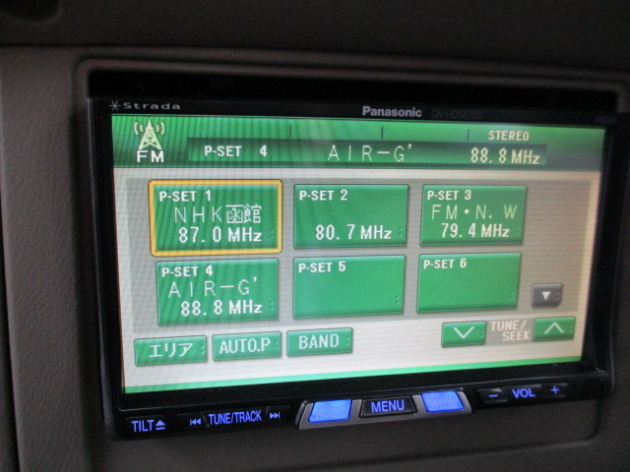 Strada
Panasonic
STEREO
FM P-SET 4 AIR-G' 88.8 MHz
P-SET 1 P-SET 2 P-SET 3
NHK函館 FM・N.W
87.0 MHz 80.7 MHz 79.4 MHz
P-SET 4 P-SET 5 P-SET 6
AIR-G'
88.8 MHz
エリア AUTO.P BAND TUNE/
SEEK
TILT TUNE/TRACK MENU - VOL +